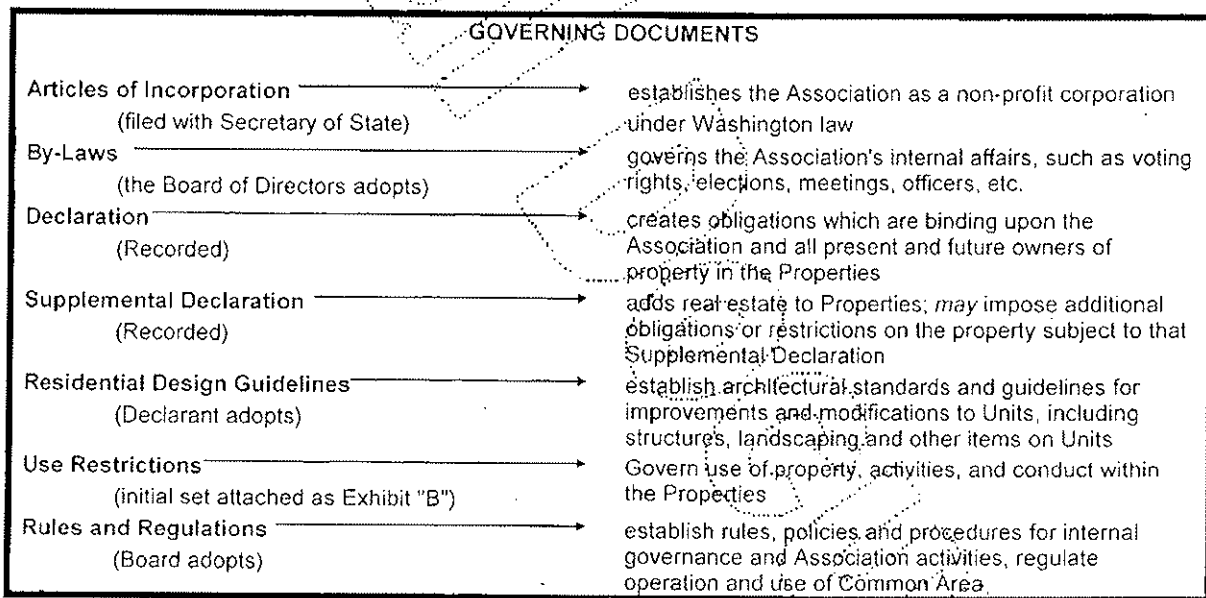 GOVERNING DOCUMENTS
Articles of Incorporation
(filed with Secretary of State)
establishes the Association as a non-profit corporation
under Washington law
By-Laws
(the Board of Directors adopts)
governs the Association's internal affairs, such as voting
rights, elections, meetings, officers, etc.
Declaration
(Recorded)
creates obligations which are binding upon the
Association and all present and future owners of
property in the Properties
Supplemental Declaration
(Recorded)
adds real estate to Properties; may impose additional
obligations or restrictions on the property subject to that
Supplemental Declaration
Residential Design Guidelines
(Declarant adopts)
establish architectural standards and guidelines for
improvements and modifications to Units, including
structures, landscaping and other items on Units
Use Restrictions
(initial set attached as Exhibit "B")
Govern use of property, activities, and conduct within
the Properties
Rules and Regulations
(Board adopts)
establish rules, policies and procedures for internal
governance and Association activities, regulate
operation and use of Common Area